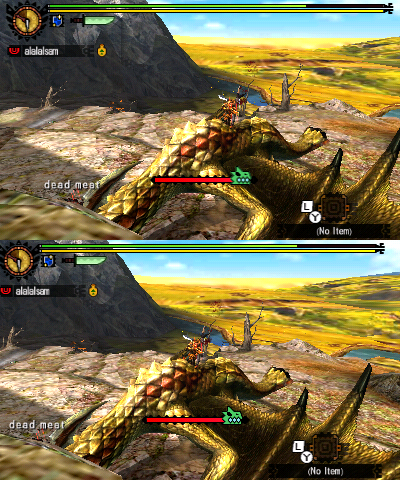 alalalsam
dead meat
L
Y
(No Item)
alalalsam
dead meat
L
Y
(No Item)